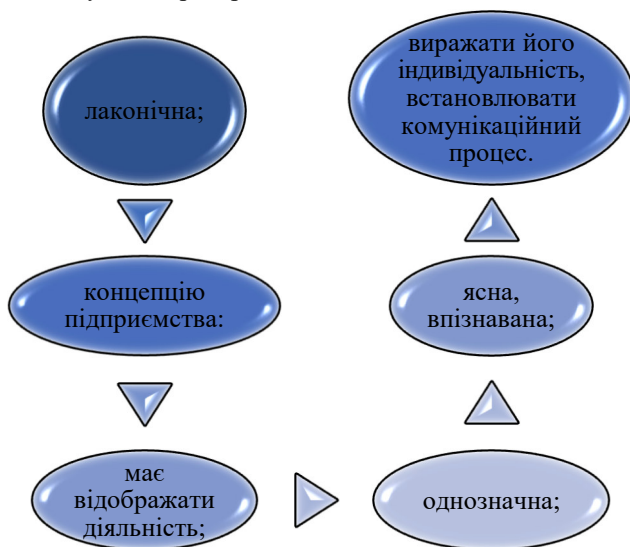 лаконічна;
концепцію
підприємства:
має
відображати
діяльність;
однозначна;
ясна,
впізнавана;
виражати його
індивідуальність,
встановлювати
комунікаційний
процес.